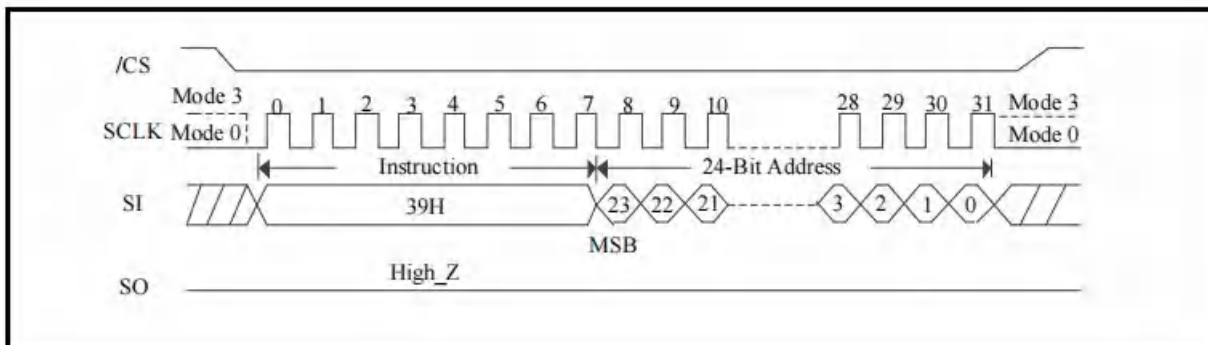 /CS
Mode 3 0 1 2 3 4 5 6 7 8 9 10 28 29 30 31 Mode 3
SCLK Mode 0 Mode 0
Instruction 24-Bit Address
SI 39H 23 22 21 3 2 1 0
MSB
High_Z
SO